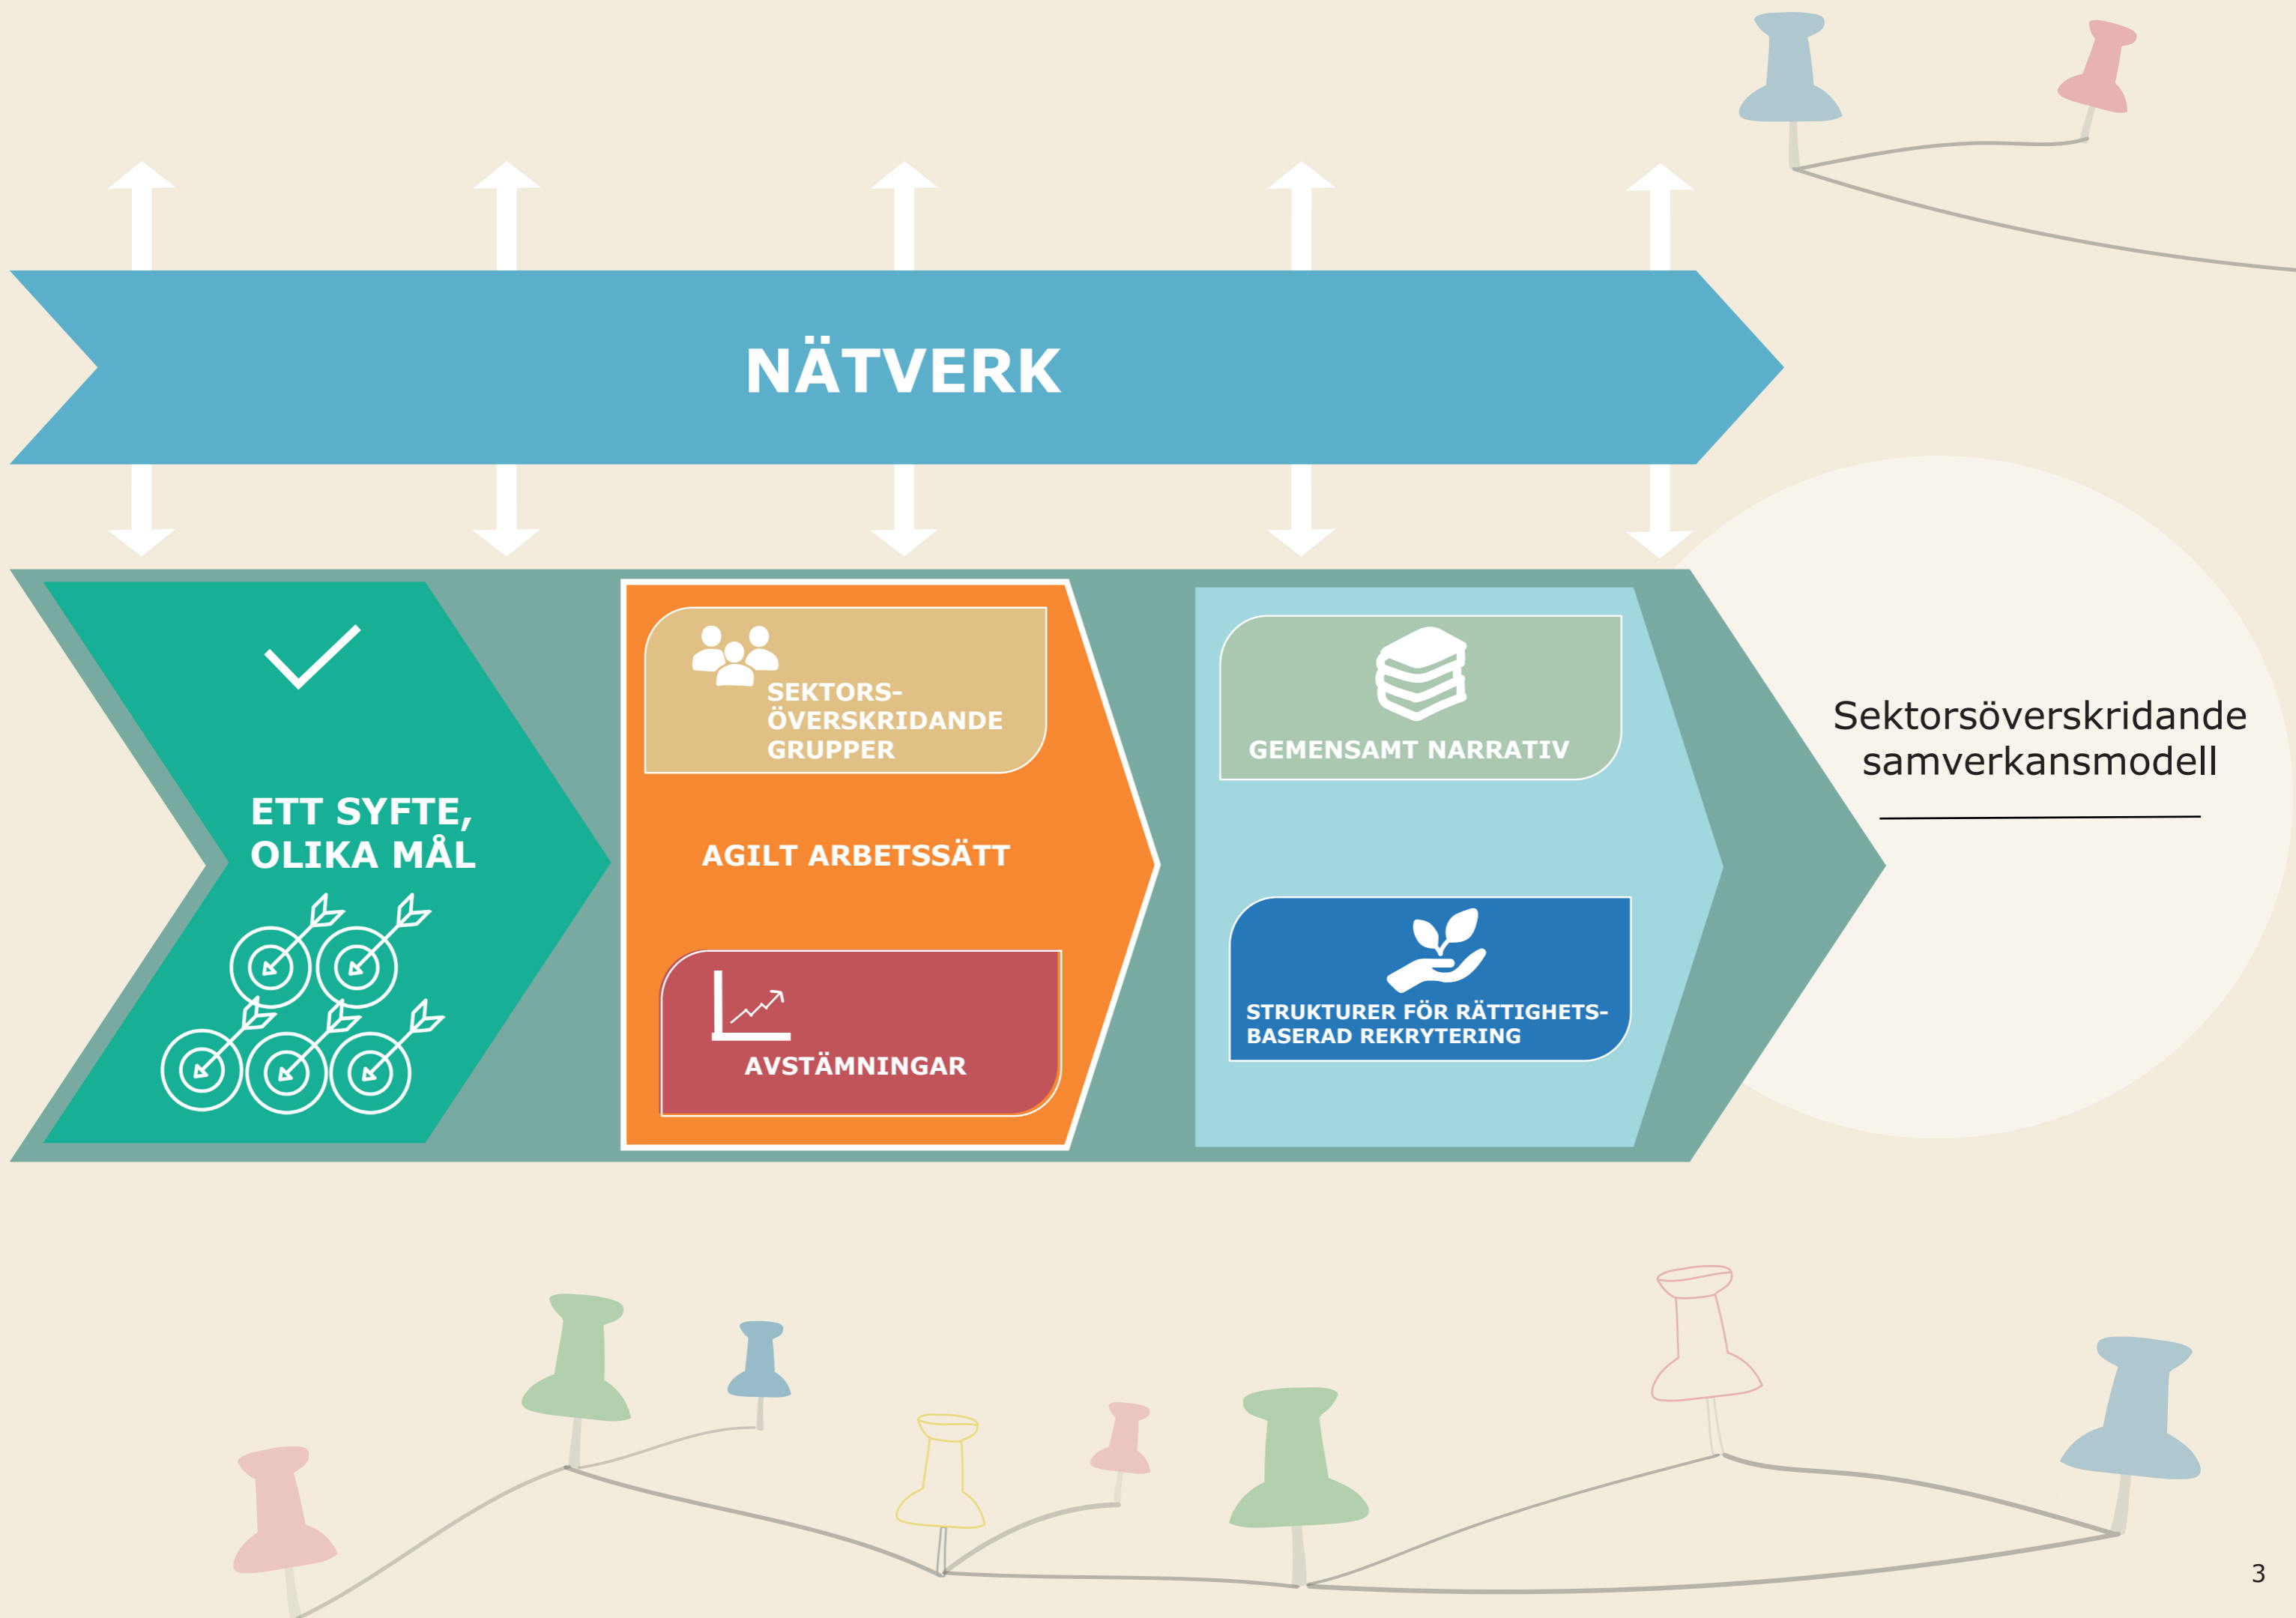 NÄTVERK
ETT SYFTE,
OLIKA MÅL
SEKTORS-
ÖVERSKRIDANDE
GRUPPER
AGILT ARBETSSÄTT
AVSTÄMNINGAR
GEMENSAMT NARRATIV
STRUKTURER FÖR RÄTTIGHETS-
BASERAD REKRYTERING
Sektorsöverskridande
samverkansmodell
3